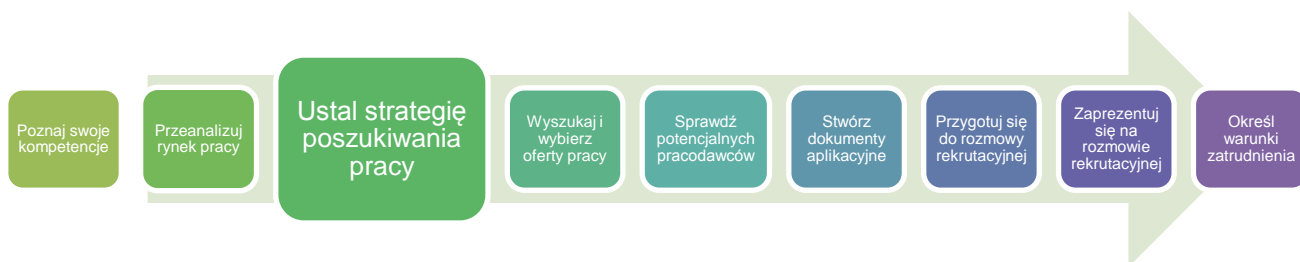 Poznaj swoje
kompetencje
Przeanalizuj
rynek pracy
Ustal strategię
poszukiwania
pracy
Wyszukaj i
wybierz
oferty pracy
Sprawdź
potencjalnych
pracodawców
Stwórz
dokumenty
aplikacyjne
Przygotuj się
do rozmowy
rekrutacyjnej
Zaprezentuj
się na
rozmowie
rekrutacyjnej
Określ
warunki
zatrudnienia